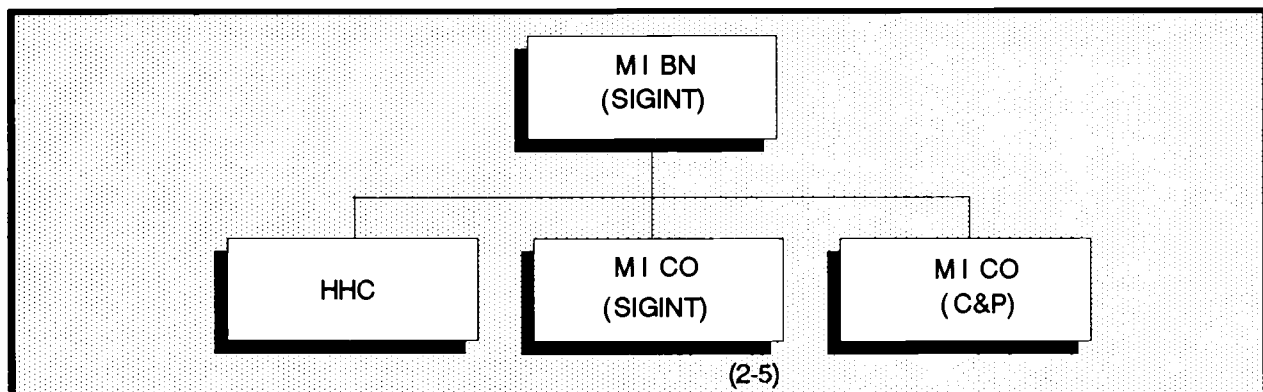 MI BN
(SIGINT)
HHC
MI CO
(SIGINT)
MI CO
(C&P)
(2-5)